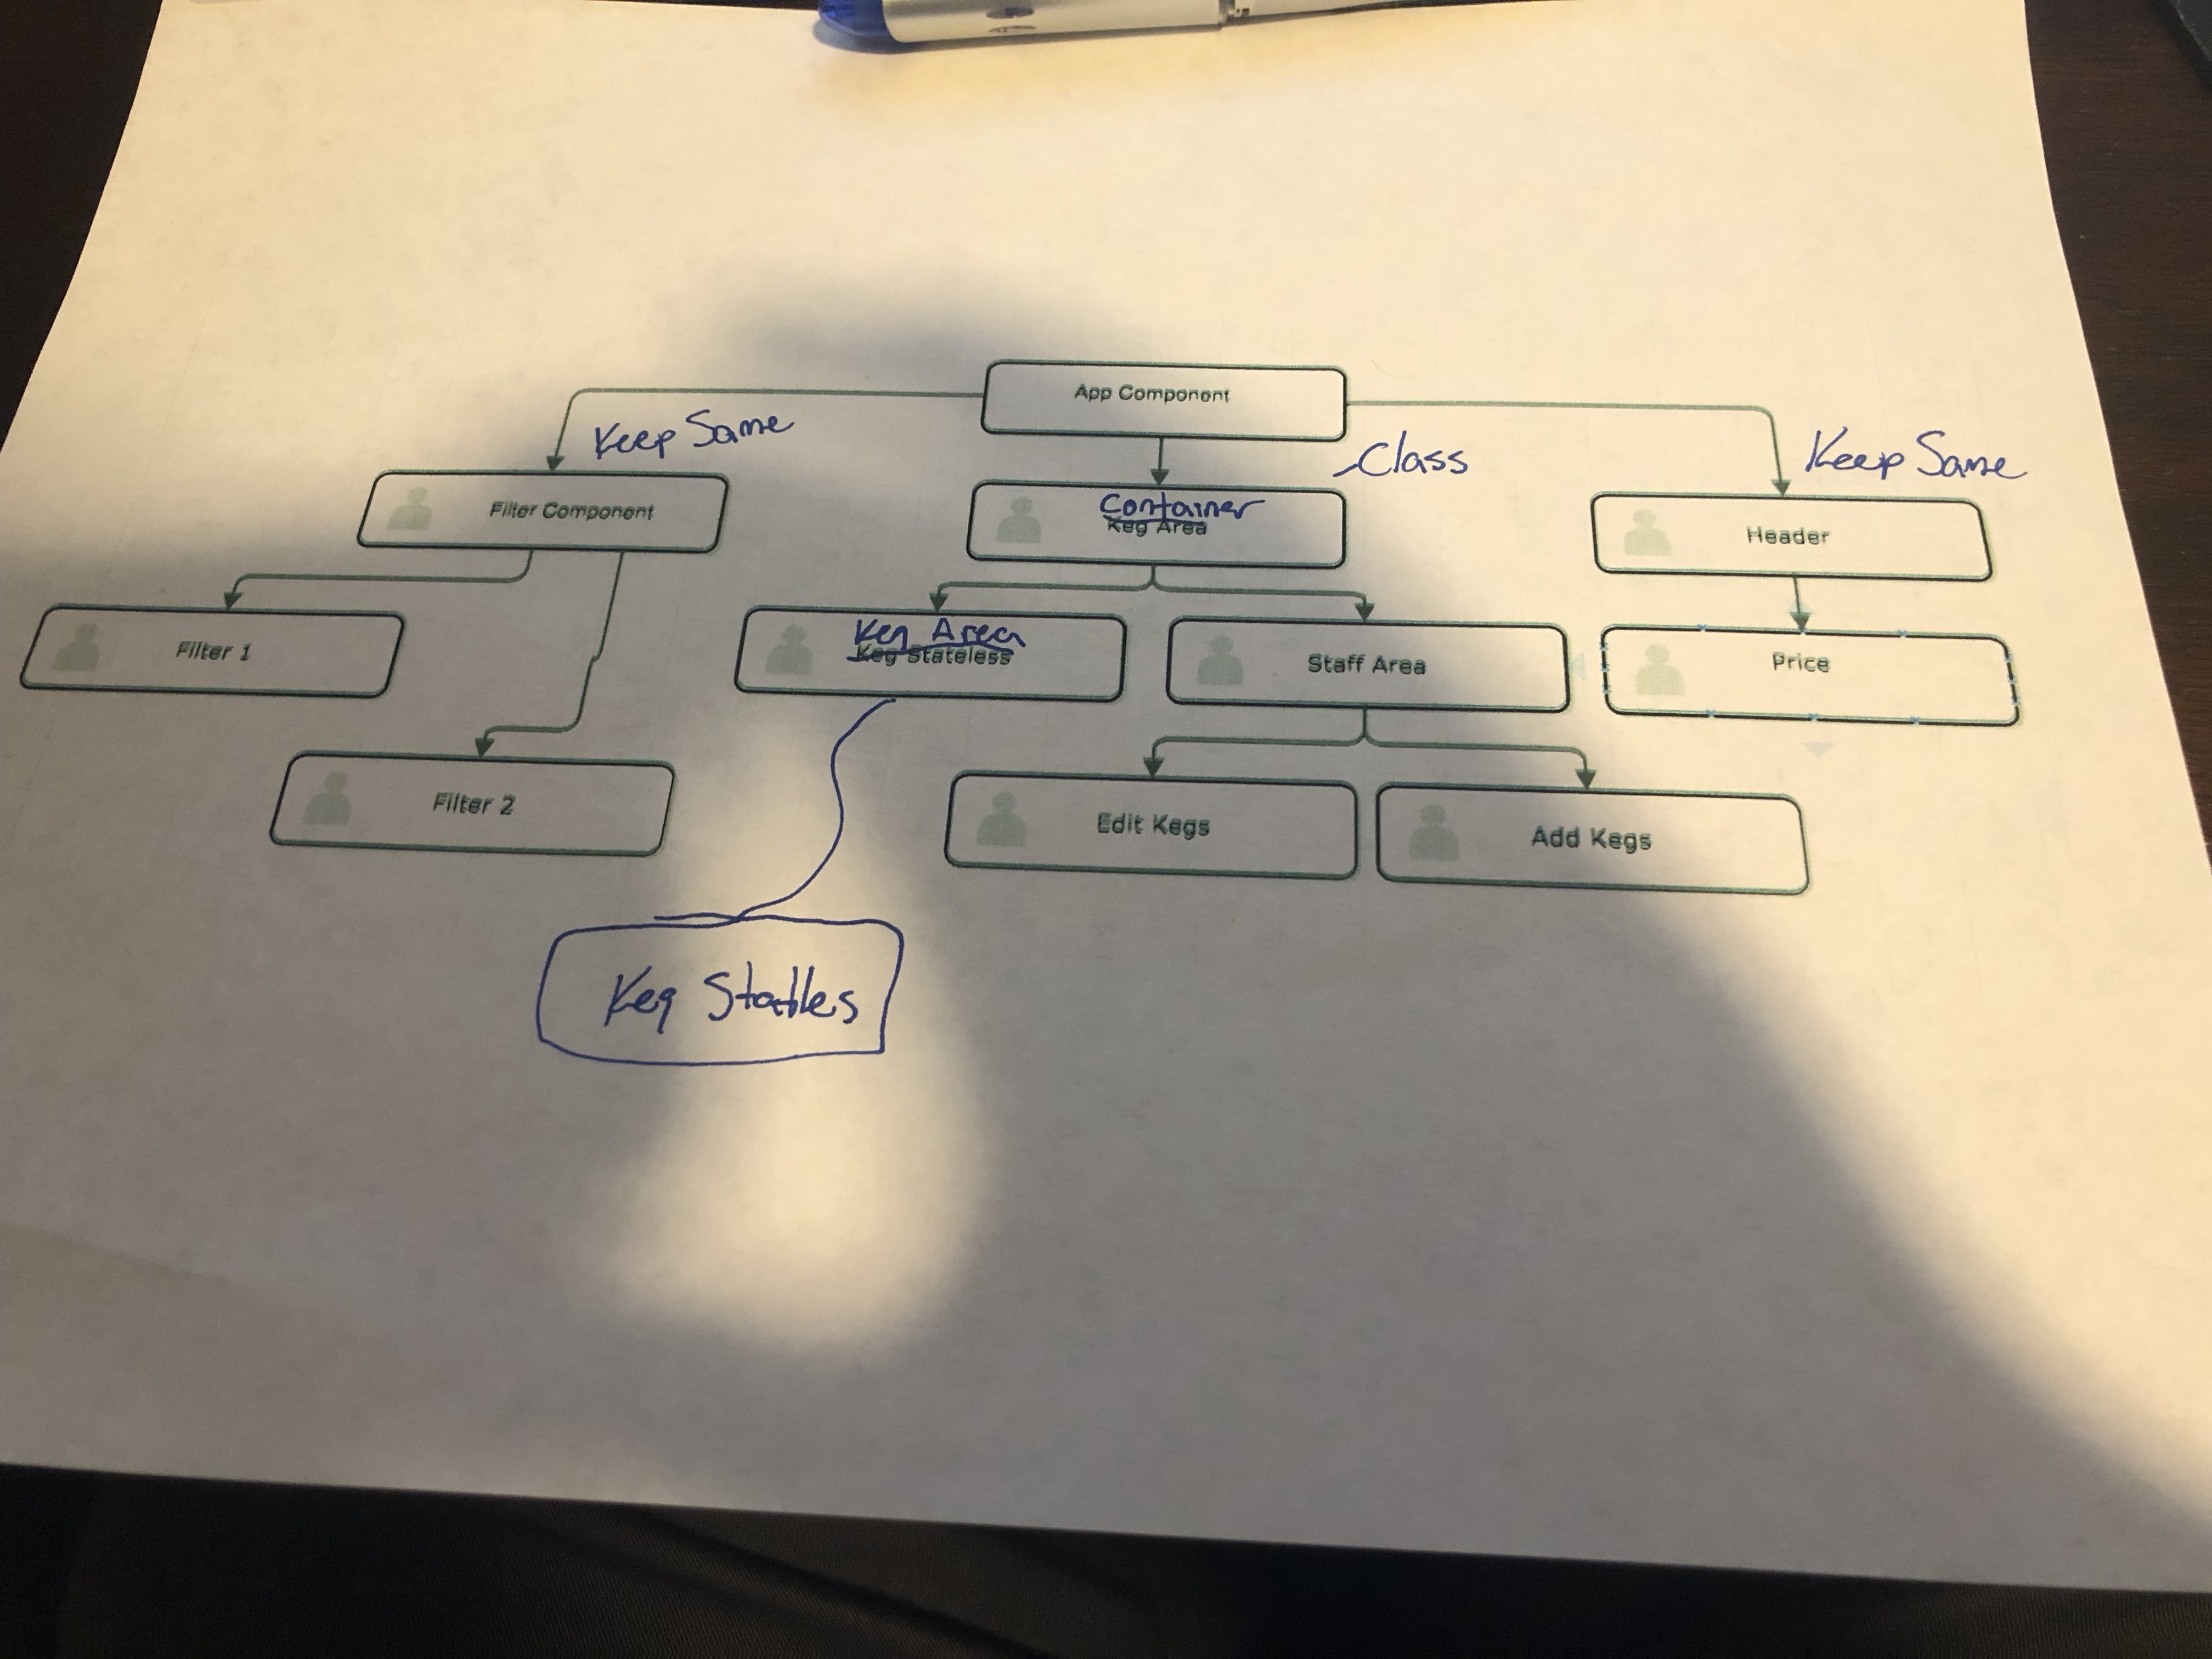 App Component
Keep Same
Class
Keep Same
Filter Component
Container
Keg Area
Header
Filter 1
Keg Area
Keg Stateless
Staff Area
Price
Filter 2
Edit Kegs
Add Kegs
Keg